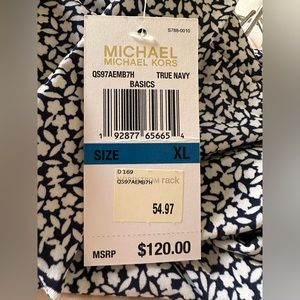 S788-0010
MICHAEL
MICHAEL KORS
QS97AEMB7H TRUE NAVY
BASICS
1 92877 65665 4
SIZE XL
D 169
QS97AEMB7H rack
54.97
MSRP $120.00